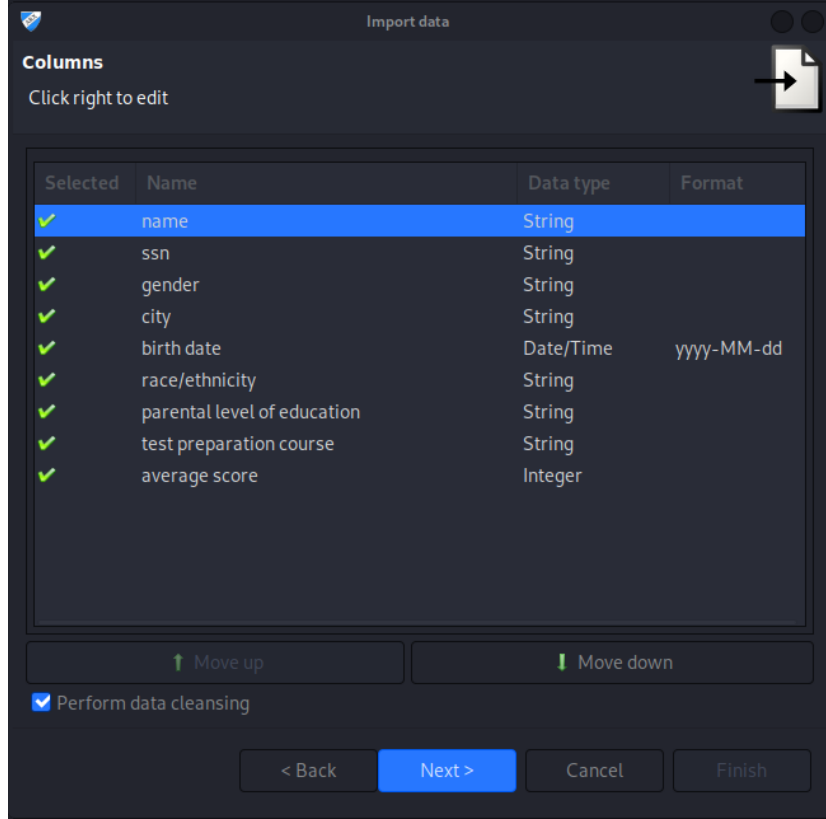 Import data
Columns
Click right to edit
Selected Name Data type Format
name String
ssn String
gender String
city String
birth date Date/Time yyyy-MM-dd
race/ethnicity String
parental level of education String
test preparation course String
average score Integer
Move up Move down
Perform data cleansing
< Back Next > Cancel Finish